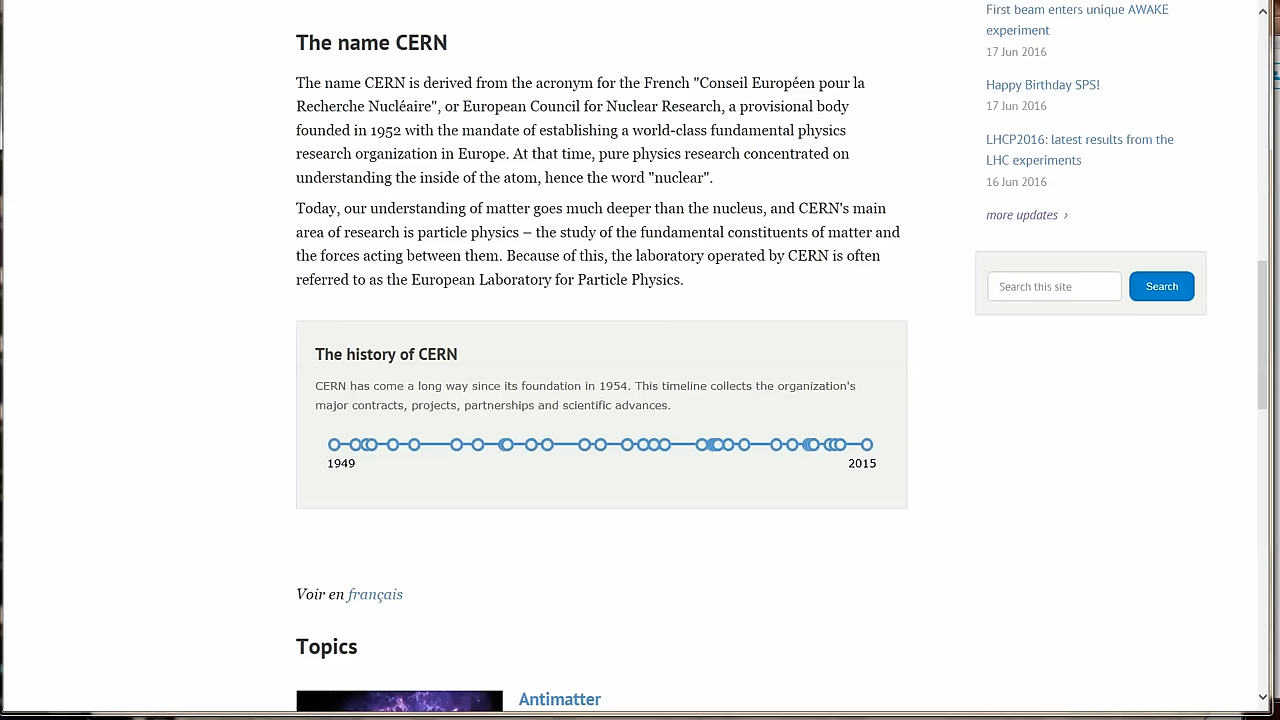 The name CERN
The name CERN is derived from the acronym for the French "Conseil Européen pour la
Recherche Nucléaire", or European Council for Nuclear Research, a provisional body
founded in 1952 with the mandate of establishing a world-class fundamental physics
research organization in Europe. At that time, pure physics research concentrated on
understanding the inside of the atom, hence the word "nuclear".
Today, our understanding of matter goes much deeper than the nucleus, and CERN's main
area of research is particle physics – the study of the fundamental constituents of matter and
the forces acting between them. Because of this, the laboratory operated by CERN is often
referred to as the European Laboratory for Particle Physics.
The history of CERN
CERN has come a long way since its foundation in 1954. This timeline collects the organization's
major contracts, projects, partnerships and scientific advances.
1949
2015
Voir en français
Topics
Antimatter
First beam enters unique AWAKE
experiment
17 Jun 2016
Happy Birthday SPS!
17 Jun 2016
LHCP2016: latest results from the
LHC experiments
16 Jun 2016
more updates ›
Search this site
Search